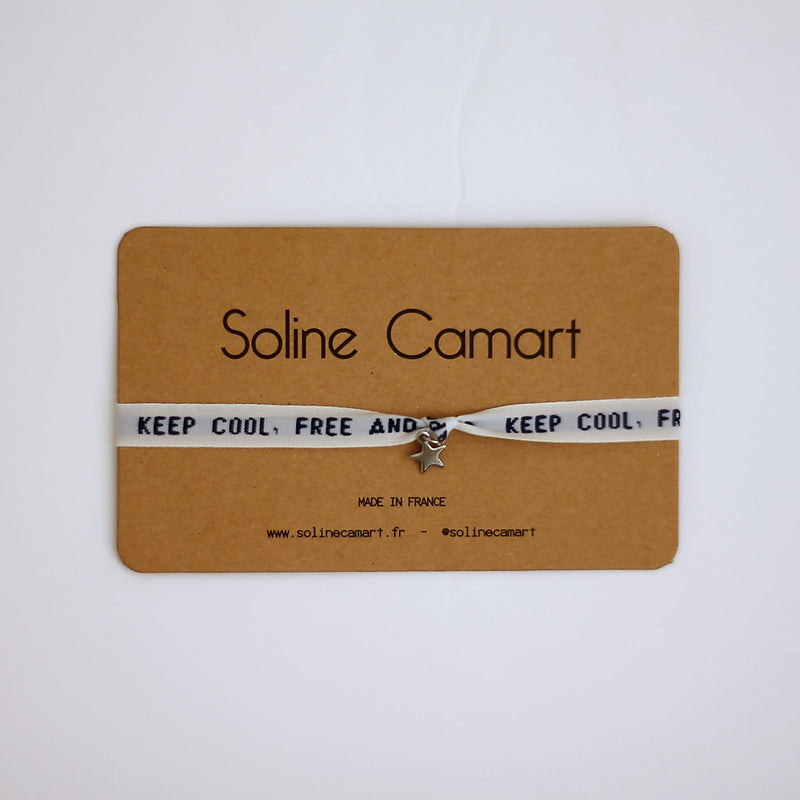 Soline Camart
KEEP COOL, FREE AND KEEP COOL, FR
MADE IN FRANCE
www.solinecamart.fr - @solinecamart